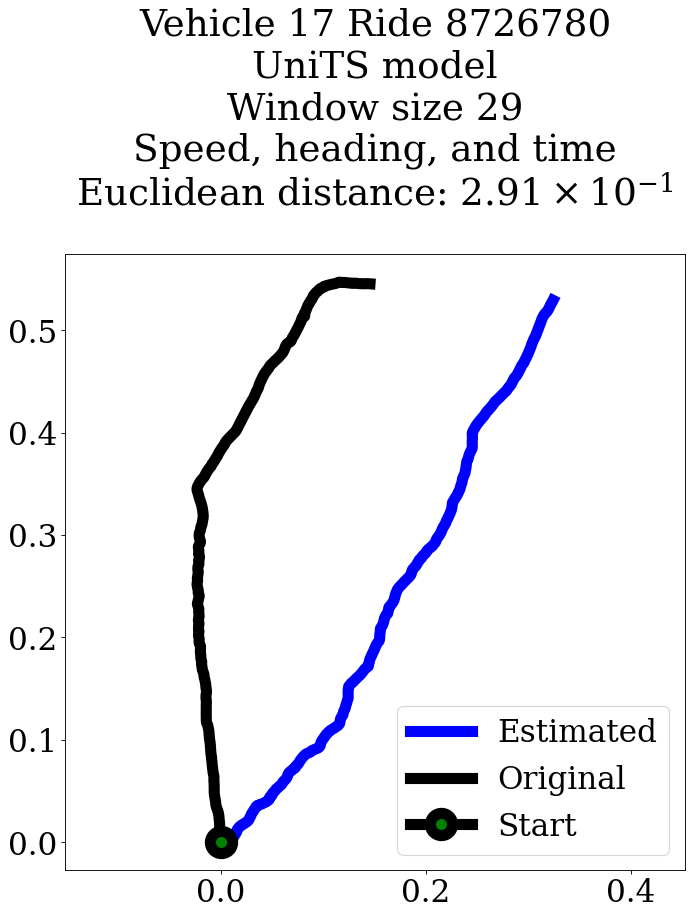 Vehicle 17 Ride 8726780
UniTS model
Window size 29
Speed, heading, and time
Euclidean distance: 2.91 × 10⁻¹
0.5
0.4
0.3
0.2
0.1
0.0
Estimated
Original
Start
0.0 0.2 0.4